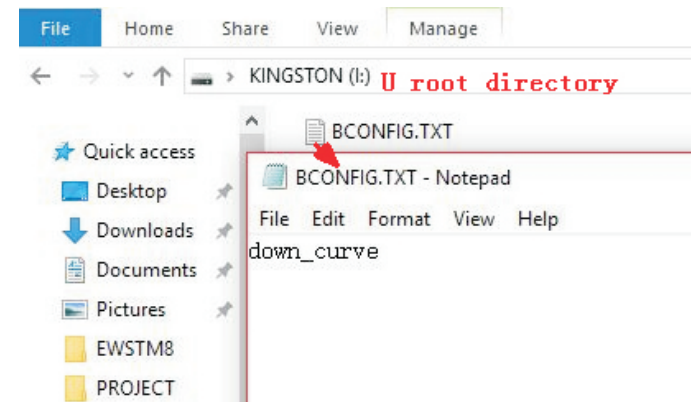 File Home Share View Manage
KINGSTON (I:) U root directory
BCONFIG.TXT
Quick access
BCONFIG.TXT - Notepad
Desktop
File Edit Format View Help
Downloads
down_curve
Documents
Pictures
EWSTM8
PROJECT